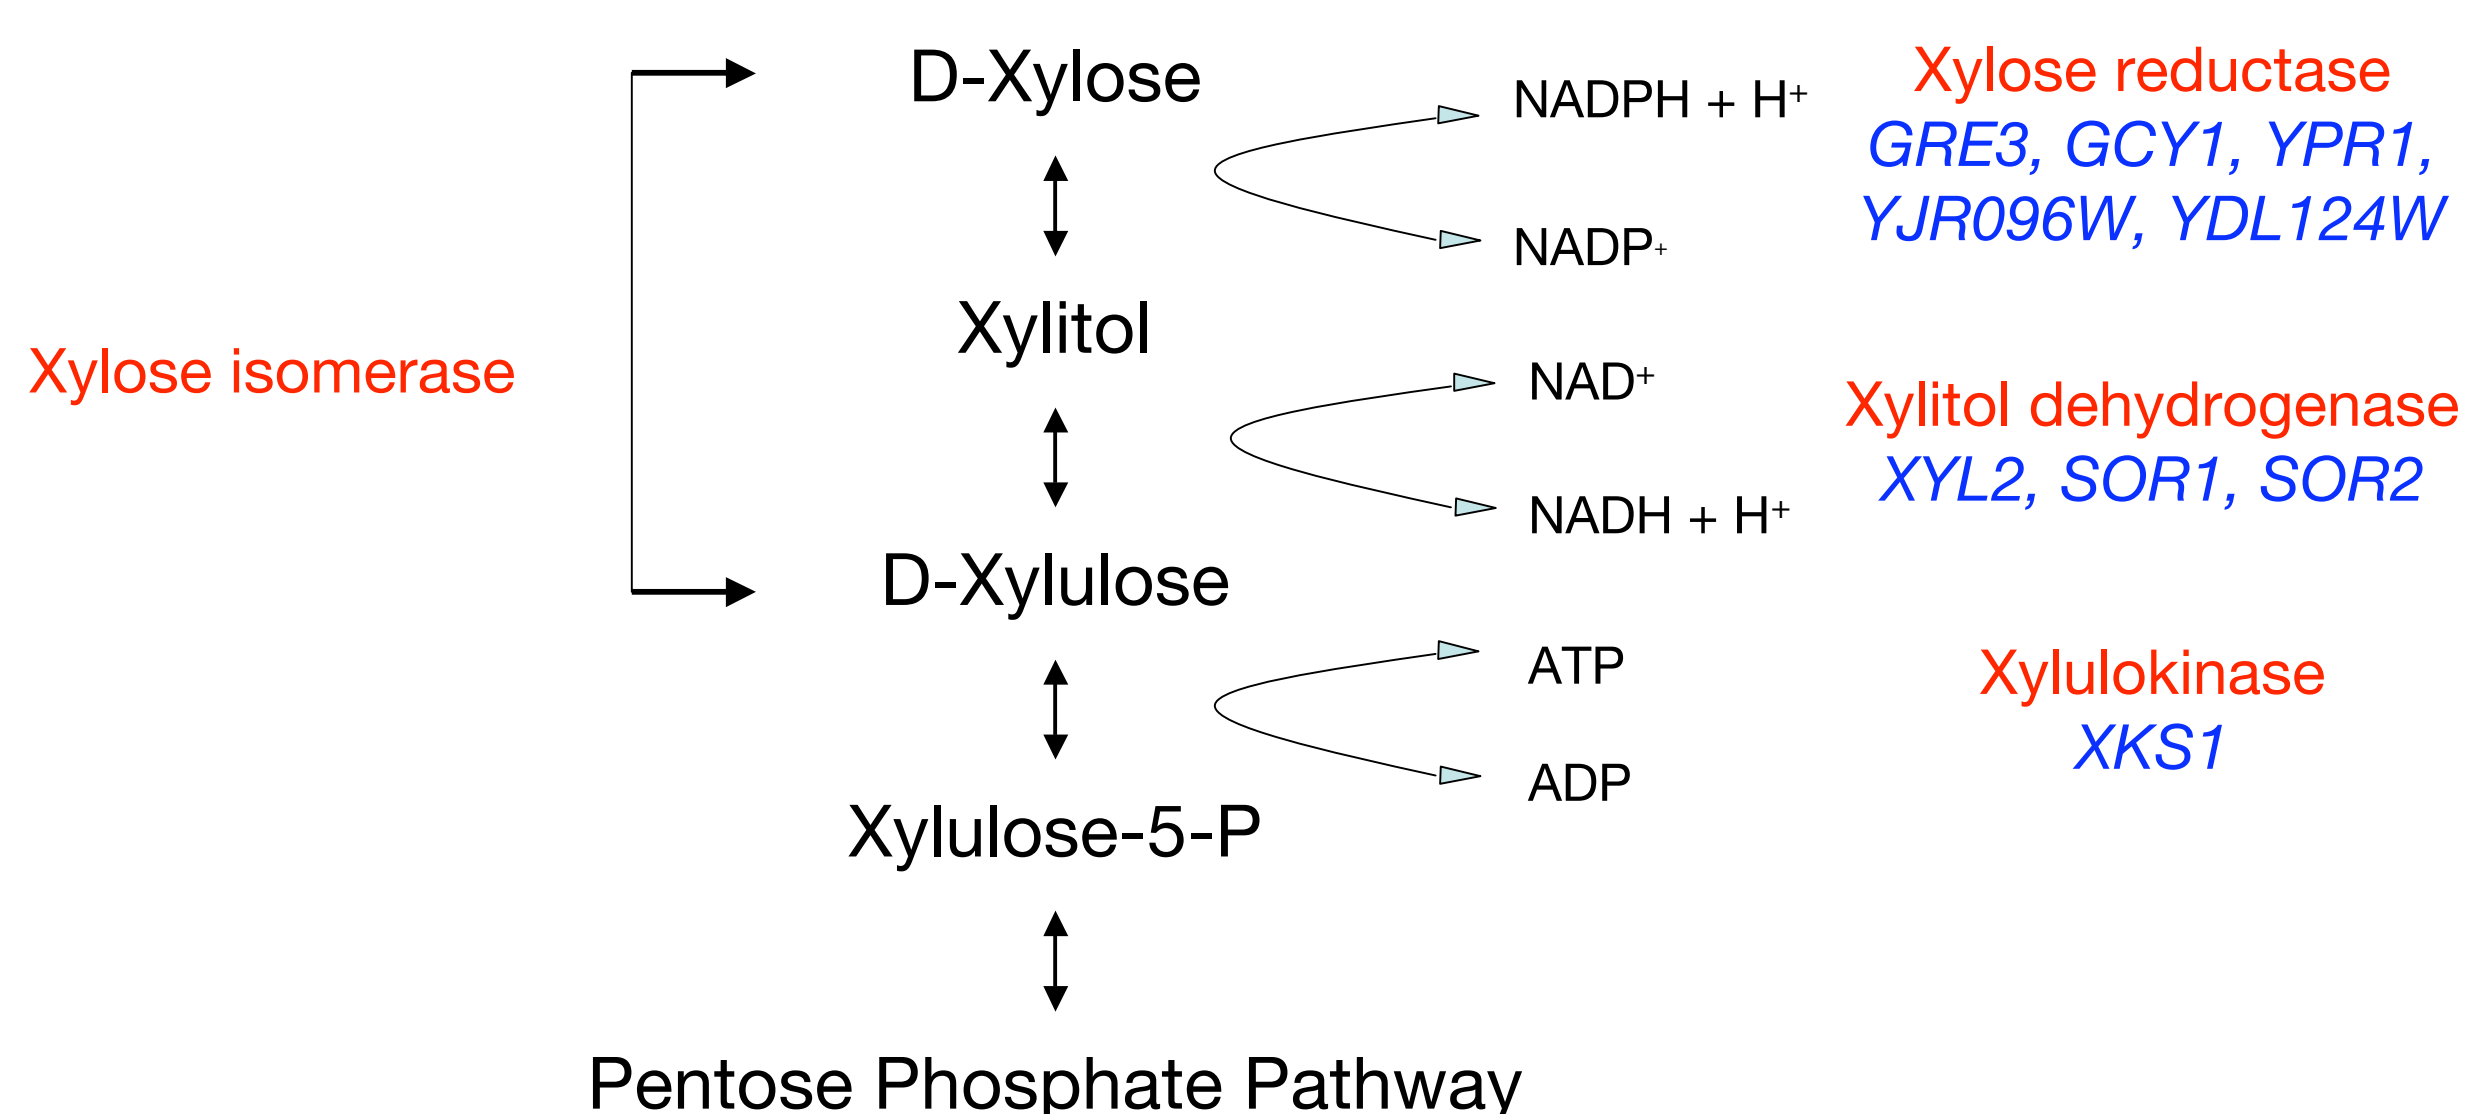 D-Xylose
NADPH + H⁺
NADP⁺
Xylose reductase
GRE3, GCY1, YPR1,
YJR096W, YDL124W
Xylitol
Xylose isomerase
NAD⁺
NADH + H⁺
Xylitol dehydrogenase
XYL2, SOR1, SOR2
D-Xylulose
ATP
ADP
Xylulokinase
XKS1
Xylulose-5-P
Pentose Phosphate Pathway